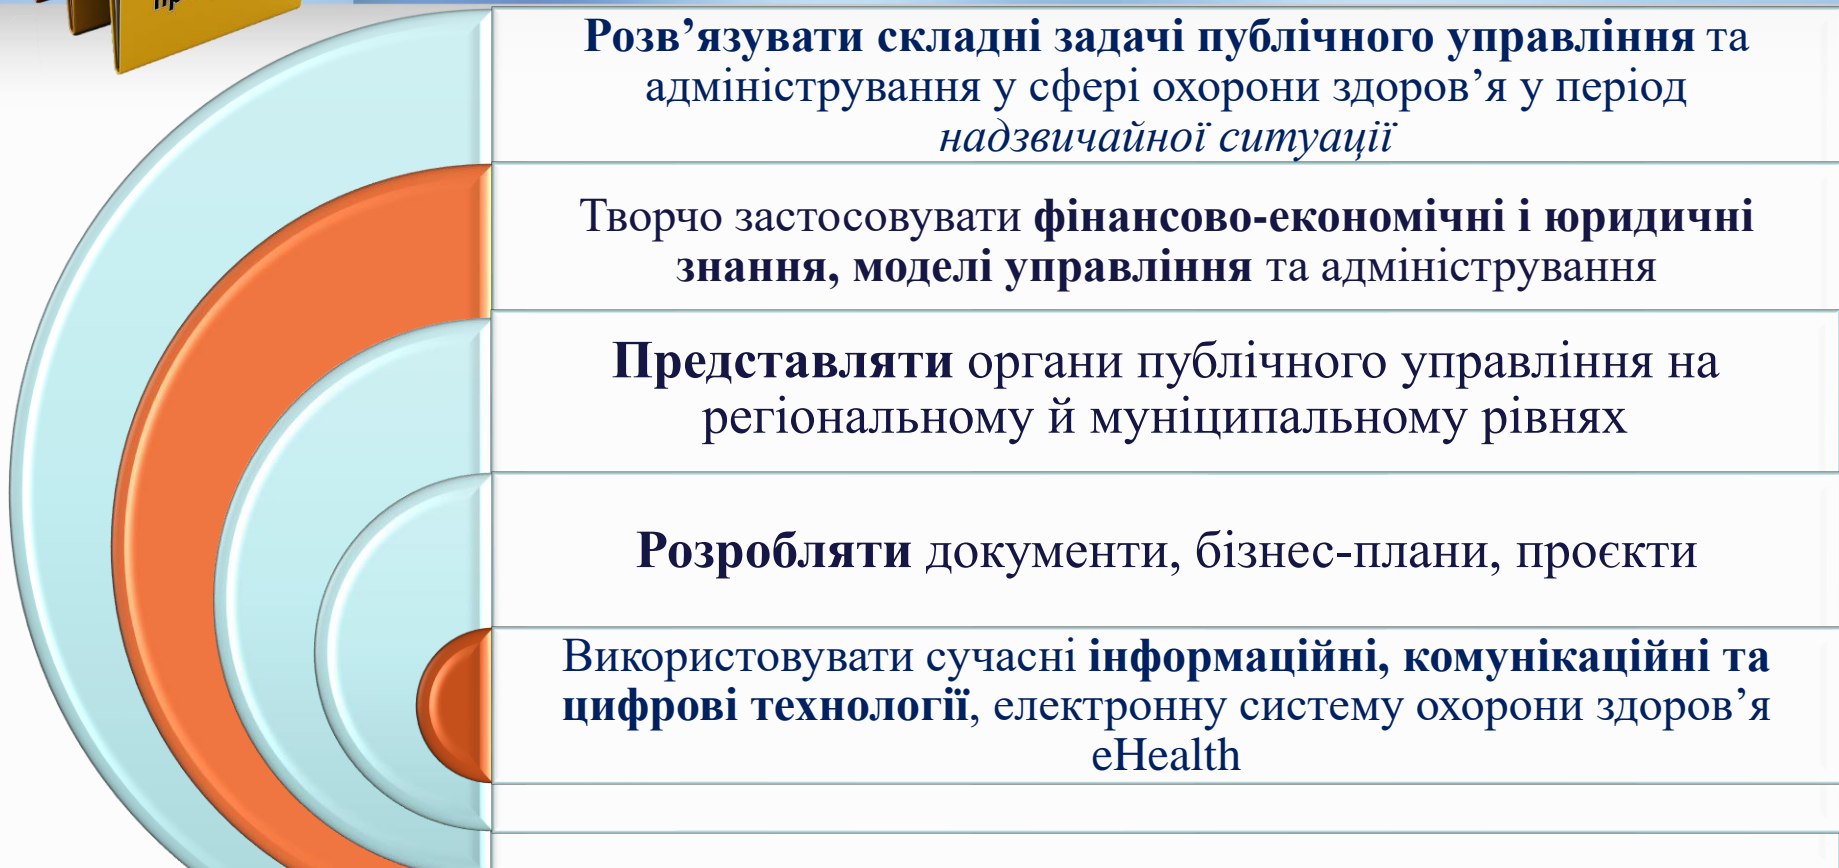 Розв’язувати складні задачі публічного управління та
адміністрування у сфері охорони здоров’я у період
надзвичайної ситуації
Творчо застосовувати фінансово-економічні і юридичні
знання, моделі управління та адміністрування
Представляти органи публічного управління на
регіональному й муніципальному рівнях
Розробляти документи, бізнес-плани, проєкти
Використовувати сучасні інформаційні, комунікаційні та
цифрові технології, електронну систему охорони здоров’я
eHealth